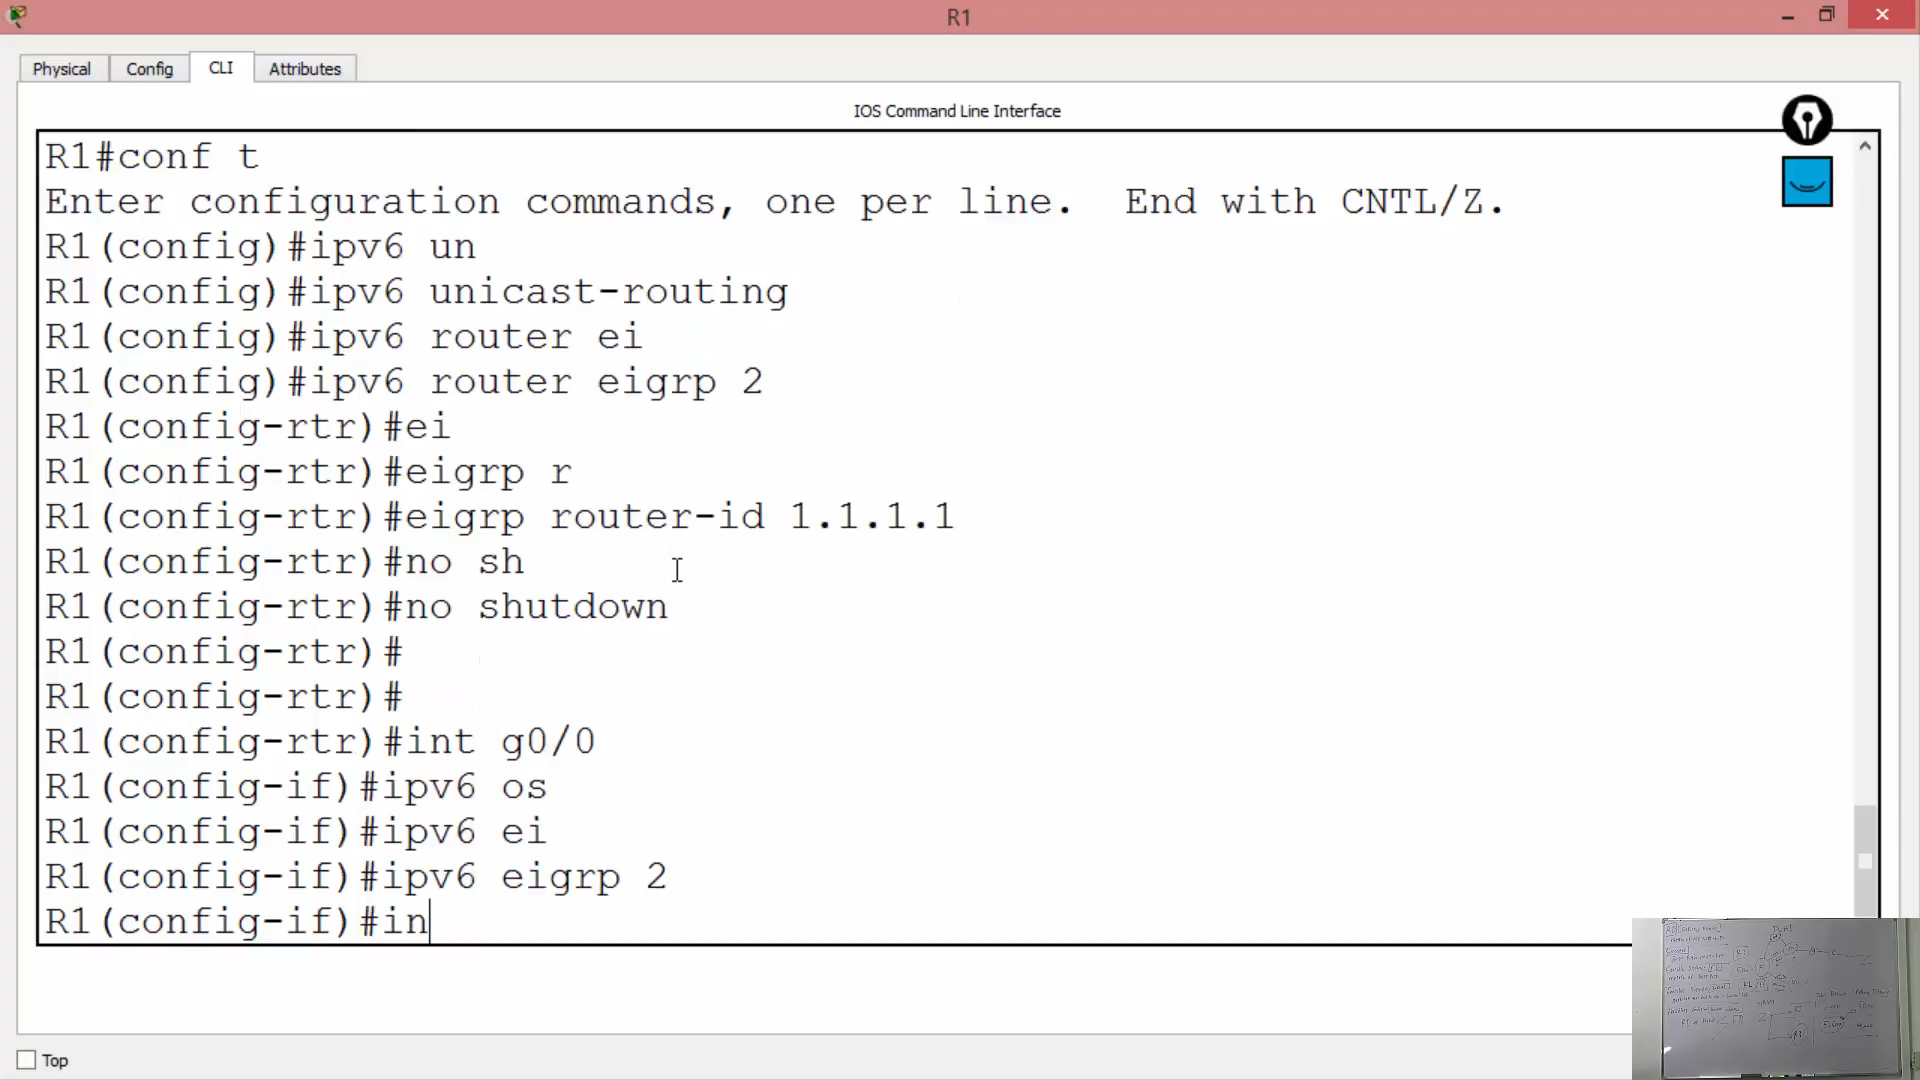 R1
Physical
Config
CLI
Attributes
IOS Command Line Interface
R1#conf t
Enter configuration commands, one per line.  End with CNTL/Z.
R1(config)#ipv6 un
R1(config)#ipv6 unicast-routing
R1(config)#ipv6 router ei
R1(config)#ipv6 router eigrp 2
R1(config-rtr)#ei
R1(config-rtr)#eigrp r
R1(config-rtr)#eigrp router-id 1.1.1.1
R1(config-rtr)#no sh
R1(config-rtr)#no shutdown
R1(config-rtr)#
R1(config-rtr)#
R1(config-rtr)#int g0/0
R1(config-if)#ipv6 os
R1(config-if)#ipv6 ei
R1(config-if)#ipv6 eigrp 2
R1(config-if)#in
DUAL
Top